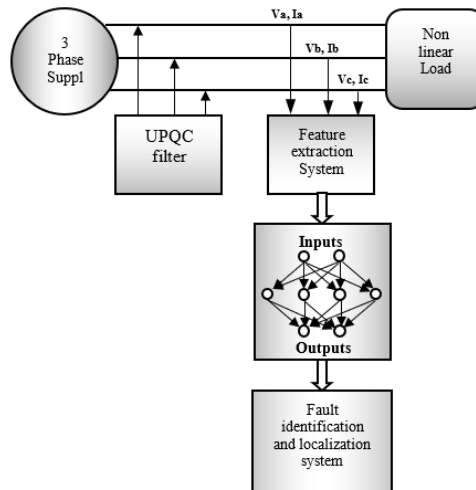 3
Phase
Suppl
Va, Ia
Vb, Ib
Vc, Ic
Non
linear
Load
UPQC
filter
Feature
extraction
System
Inputs
Outputs
Fault
identification
and localization
system